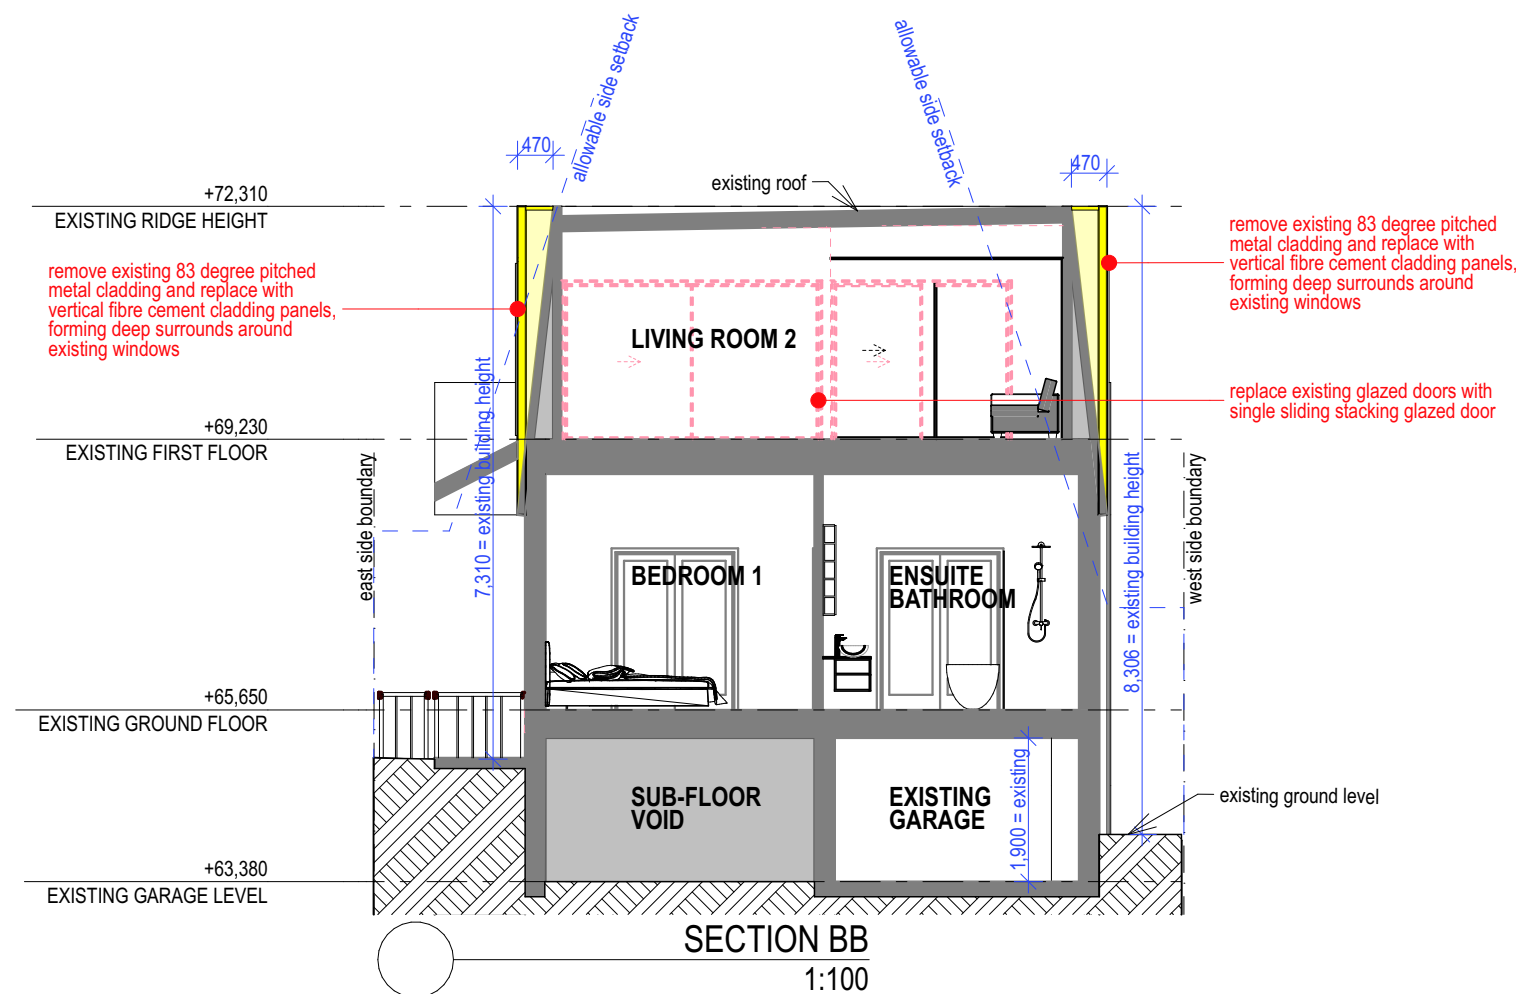 allowable side setback
allowable side setback
470
470
existing roof
+72,310
EXISTING RIDGE HEIGHT
remove existing 83 degree pitched
metal cladding and replace with
vertical fibre cement cladding panels,
forming deep surrounds around
existing windows
remove existing 83 degree pitched
metal cladding and replace with
vertical fibre cement cladding panels,
forming deep surrounds around
existing windows
LIVING ROOM 2
replace existing glazed doors with
single sliding stacking glazed door
+69,230
EXISTING FIRST FLOOR
east side boundary
7,310 = existing building height
8,306 = existing building height
west side boundary
BEDROOM 1
ENSUITE
BATHROOM
+65,650
EXISTING GROUND FLOOR
SUB-FLOOR
VOID
EXISTING
GARAGE
1,900 = existing
existing ground level
+63,380
EXISTING GARAGE LEVEL
SECTION BB
1:100